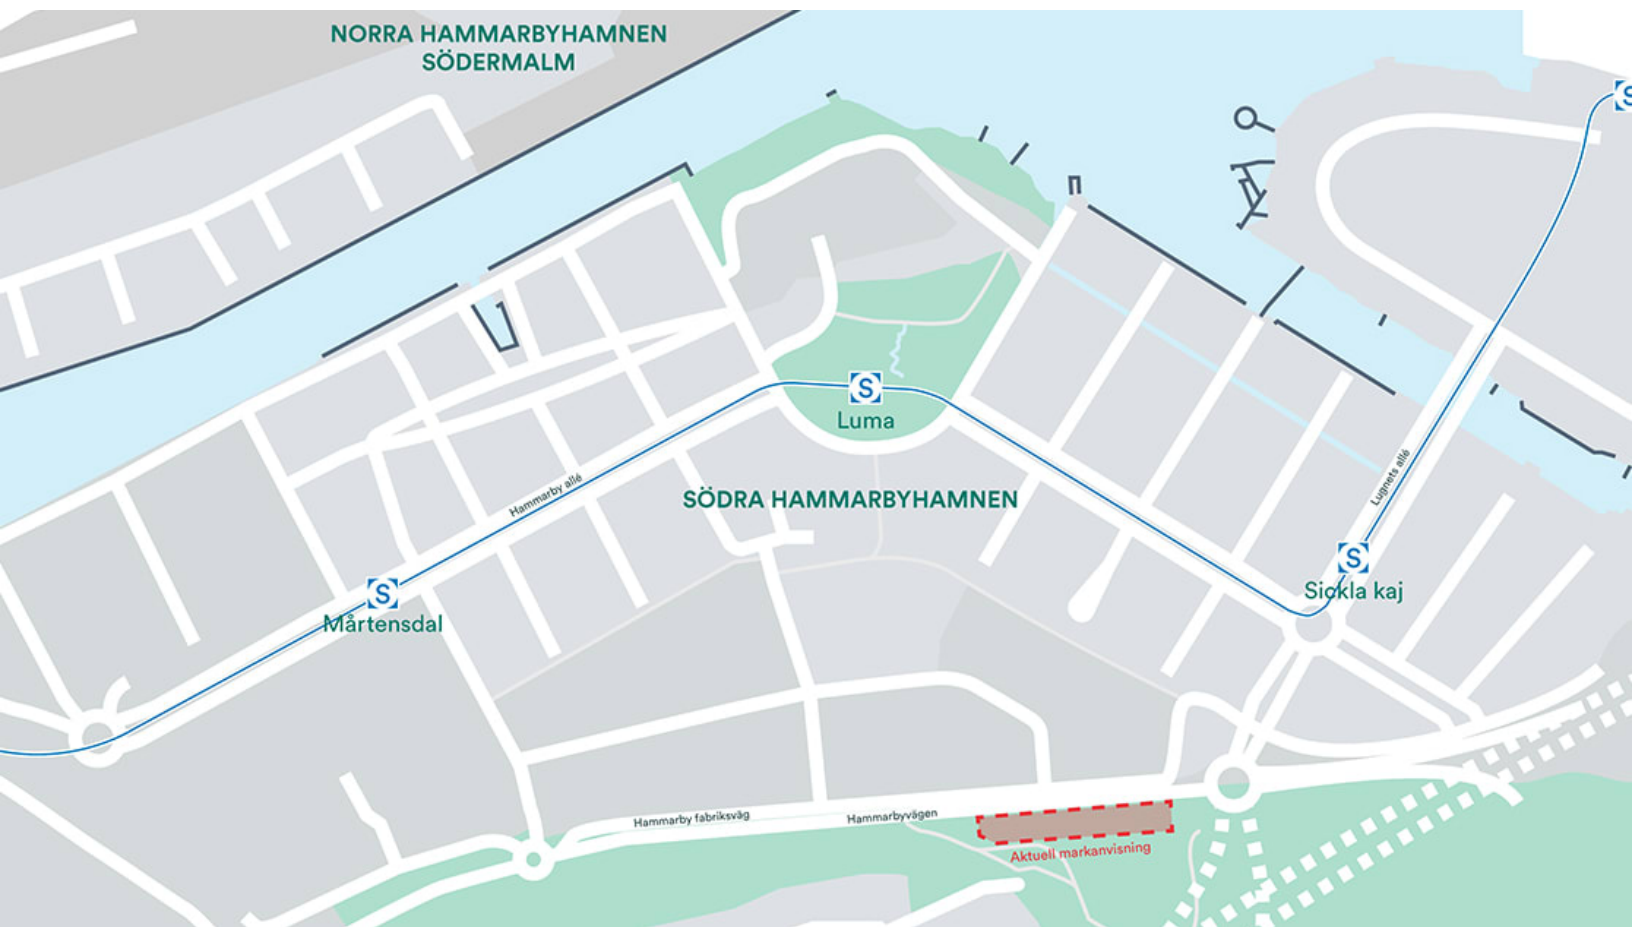 NORRA HAMMARBYHAMNEN
SÖDERMALM
S
S
Luma
Lugnets allé
Hammarby allé
SÖDRA HAMMARBYHAMNEN
S
Sickla kaj
S
Mårtensdal
Hammarby fabriksväg
Hammarbyvägen
Aktuell markanvisning